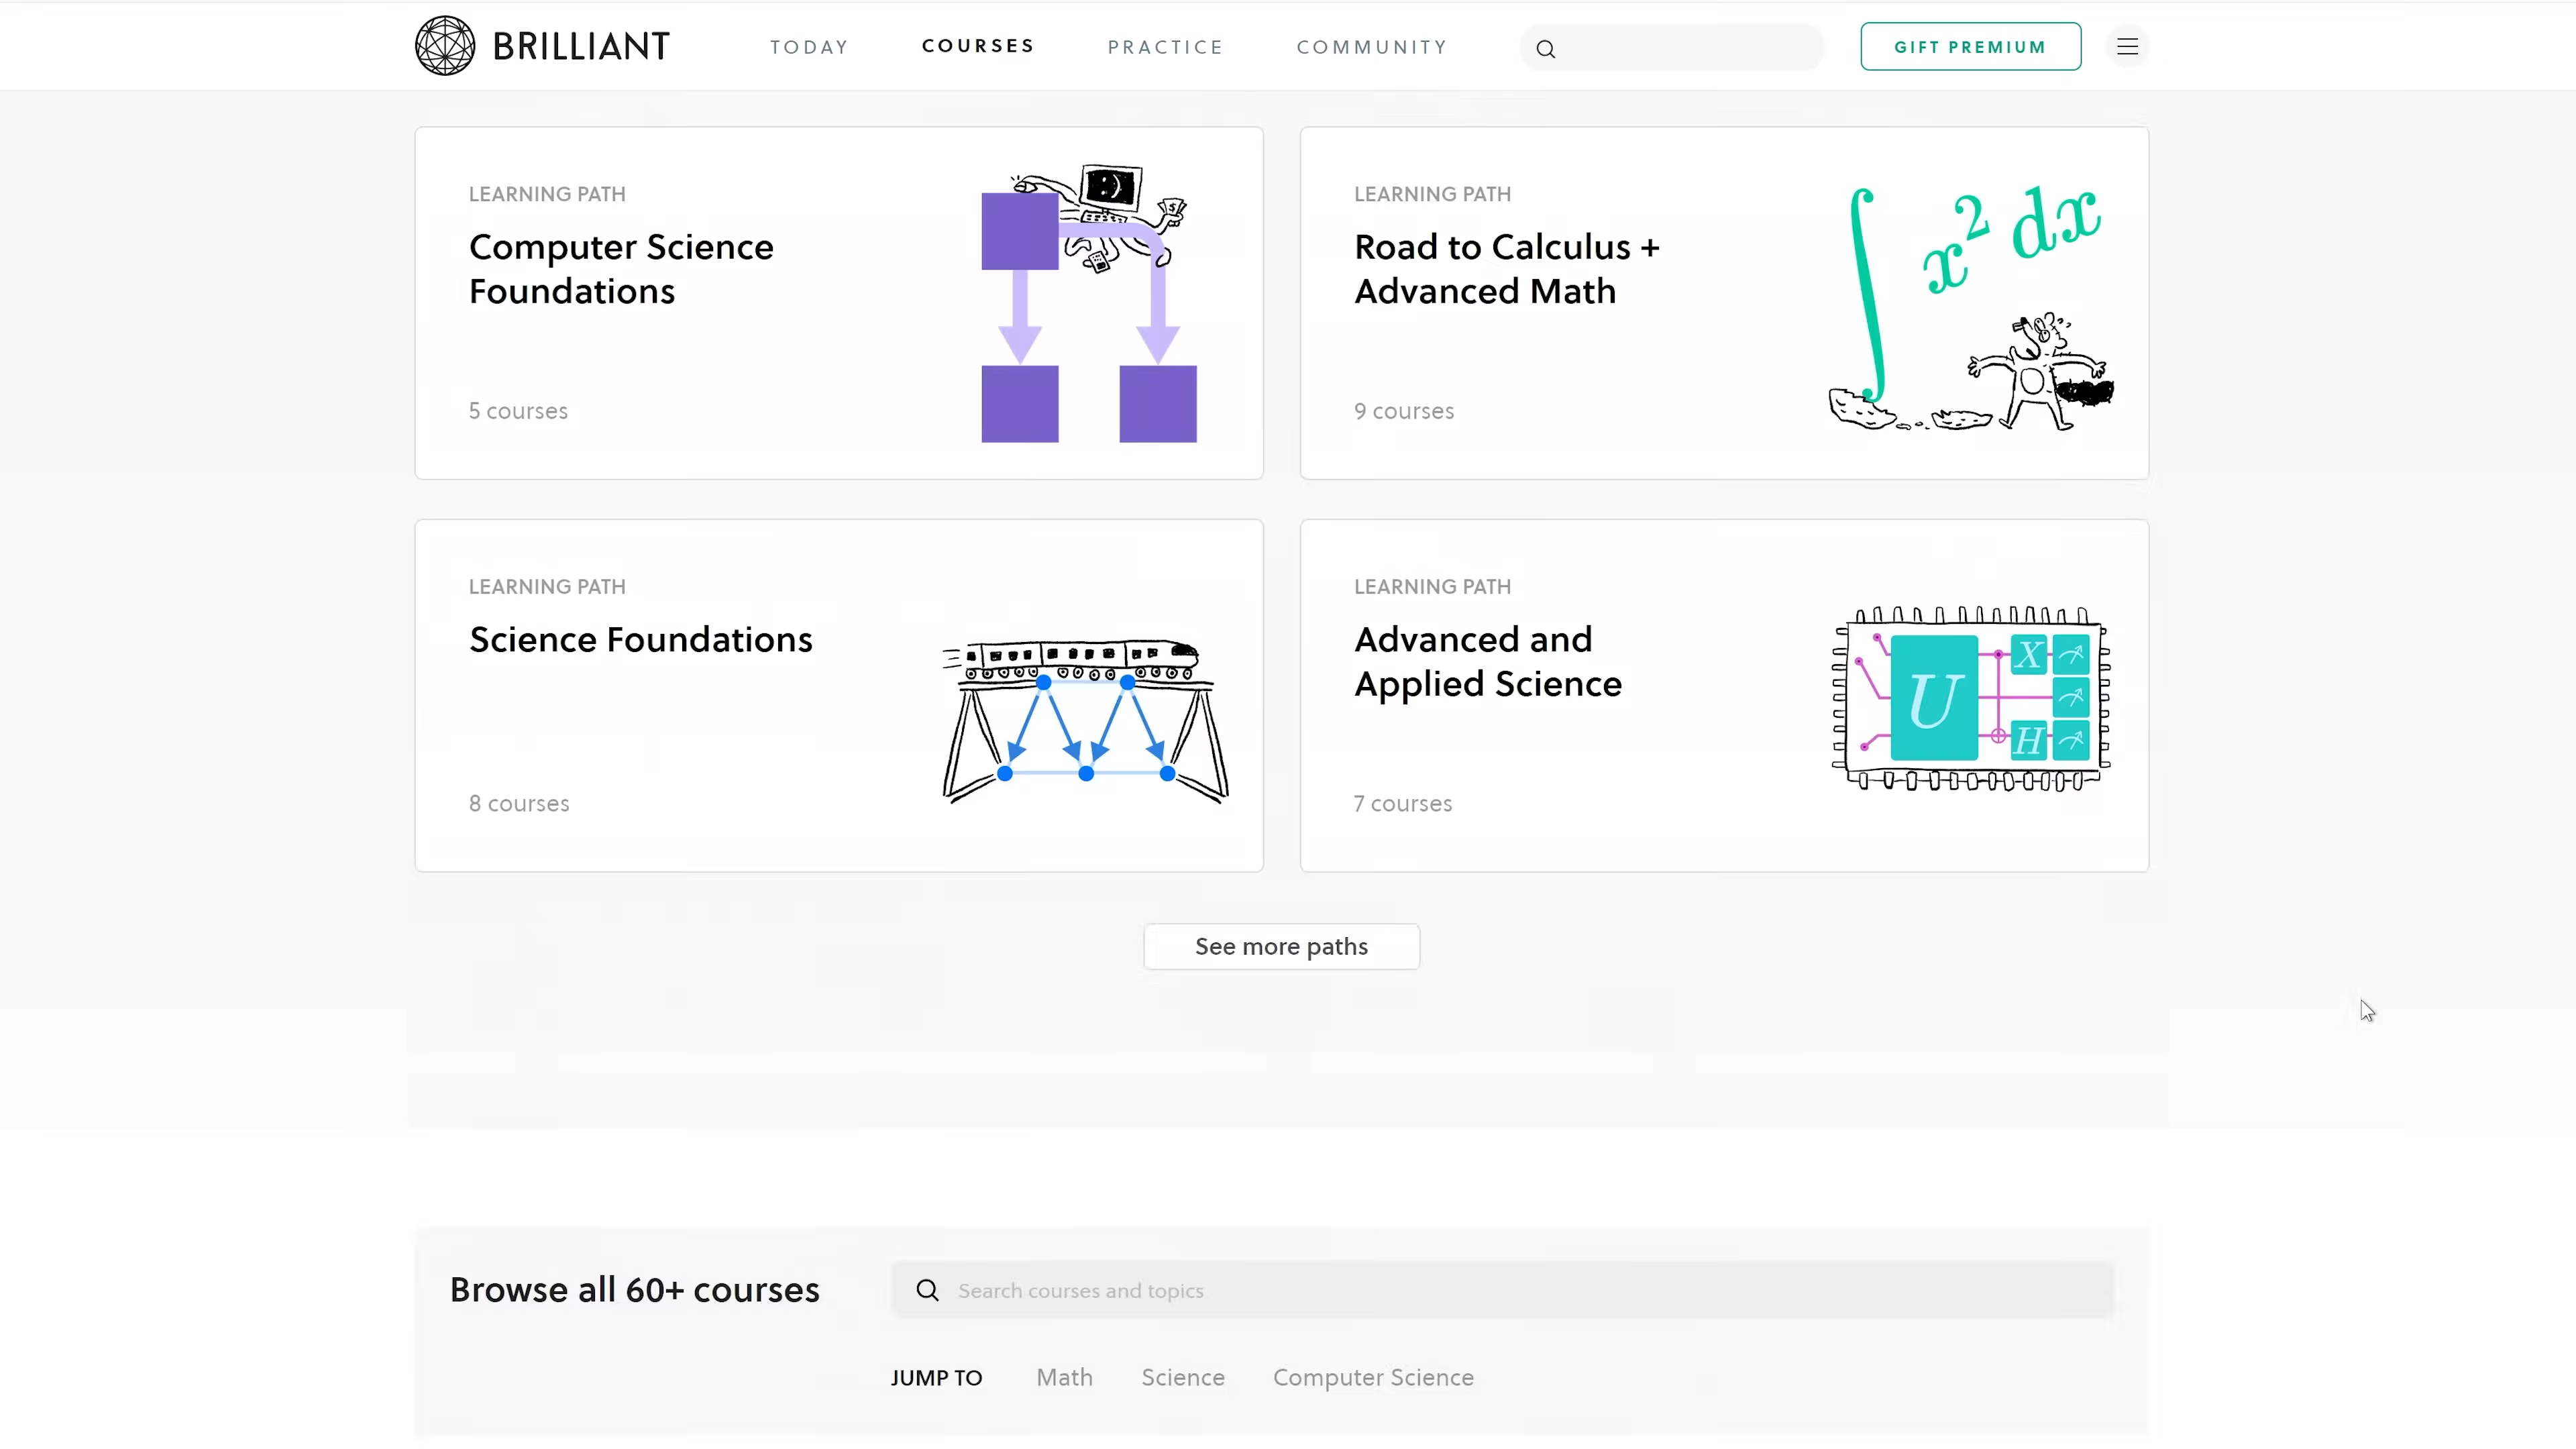 BRILLIANT
TODAY
COURSES
PRACTICE
COMMUNITY
GIFT PREMIUM
LEARNING PATH
Computer Science
Foundations
5 courses
LEARNING PATH
Road to Calculus +
Advanced Math
9 courses
∫ x² dx
LEARNING PATH
Science Foundations
8 courses
LEARNING PATH
Advanced and
Applied Science
7 courses
U
X
H
See more paths
Browse all 60+ courses
Search courses and topics
JUMP TO
Math
Science
Computer Science